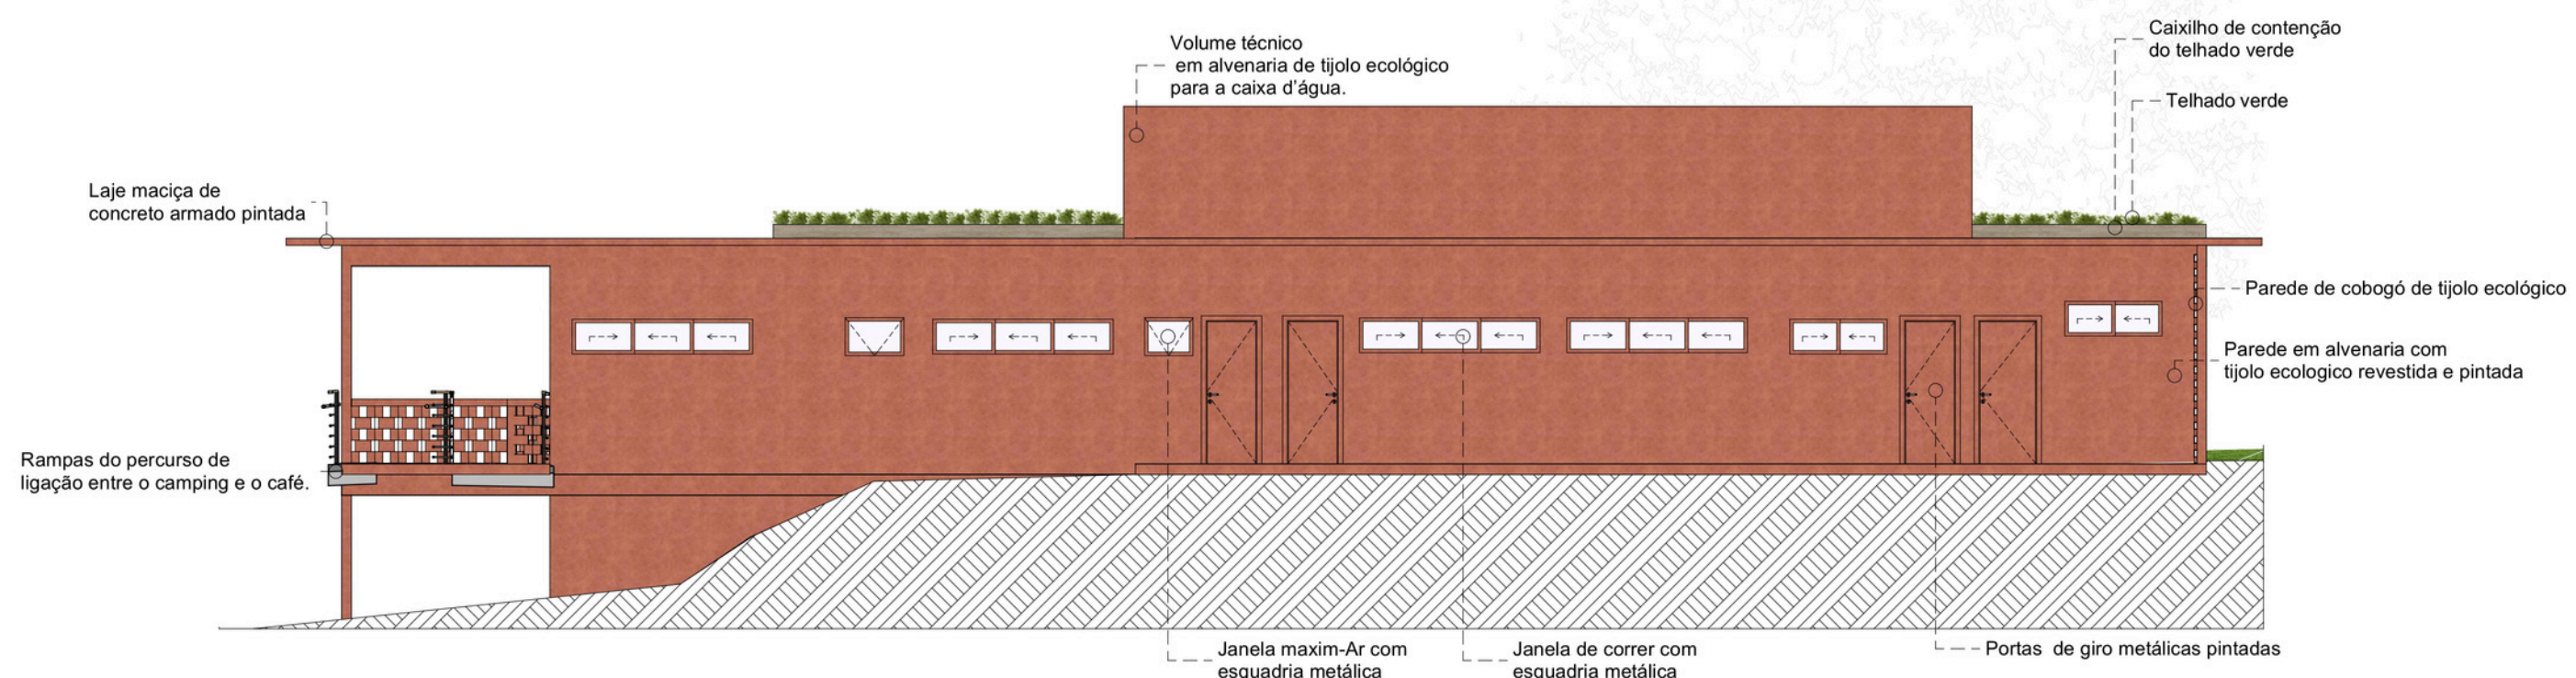 Volume técnico
em alvenaria de tijolo ecológico
para a caixa d'água.
Caixilho de contenção
do telhado verde
Telhado verde
Laje maciça de
concreto armado pintada
Parede de cobogó de tijolo ecológico
Parede em alvenaria com
tijolo ecologico revestida e pintada
Rampas do percurso de
ligação entre o camping e o café.
Janela maxim-Ar com
esquadria metálica
Janela de correr com
esquadria metálica
Portas de giro metálicas pintadas